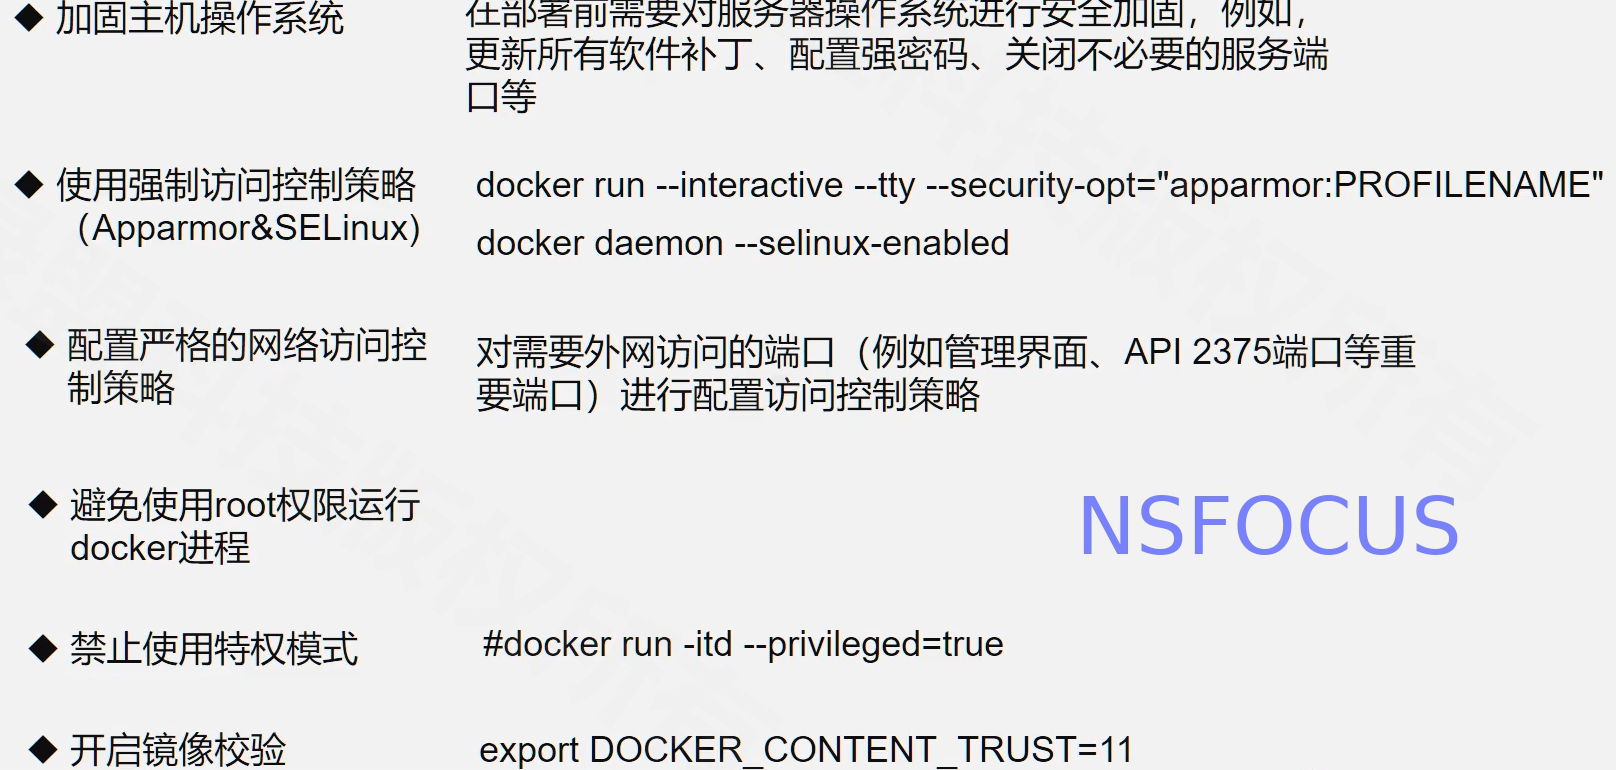 ◆ 加固主机操作系统
在部署前需要对服务器操作系统进行安全加固，例如，
更新所有软件补丁、配置强密码、关闭不必要的服务端
口等
◆ 使用强制访问控制策略
（Apparmor&SELinux)
docker run --interactive --tty --security-opt="apparmor:PROFILENAME"
docker daemon --selinux-enabled
◆ 配置严格的网络访问控
制策略
对需要外网访问的端口（例如管理界面、API 2375端口等重
要端口）进行配置访问控制策略
◆ 避免使用root权限运行
docker进程
NSFOCUS
◆ 禁止使用特权模式
#docker run -itd --privileged=true
◆ 开启镜像校验
export DOCKER_CONTENT_TRUST=11